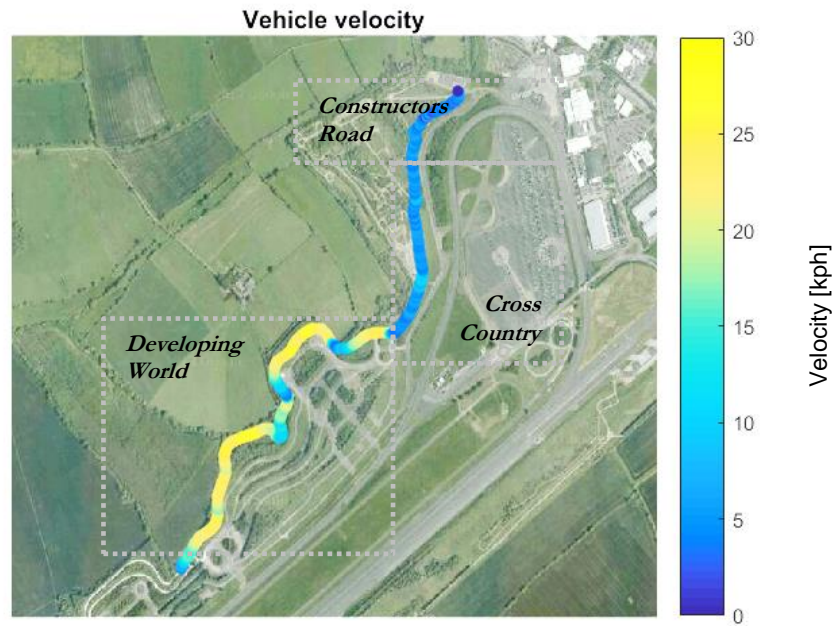 Vehicle velocity
Constructors
Road
Cross
Country
Developing
World
30
25
20
15
10
5
0
Velocity [kph]